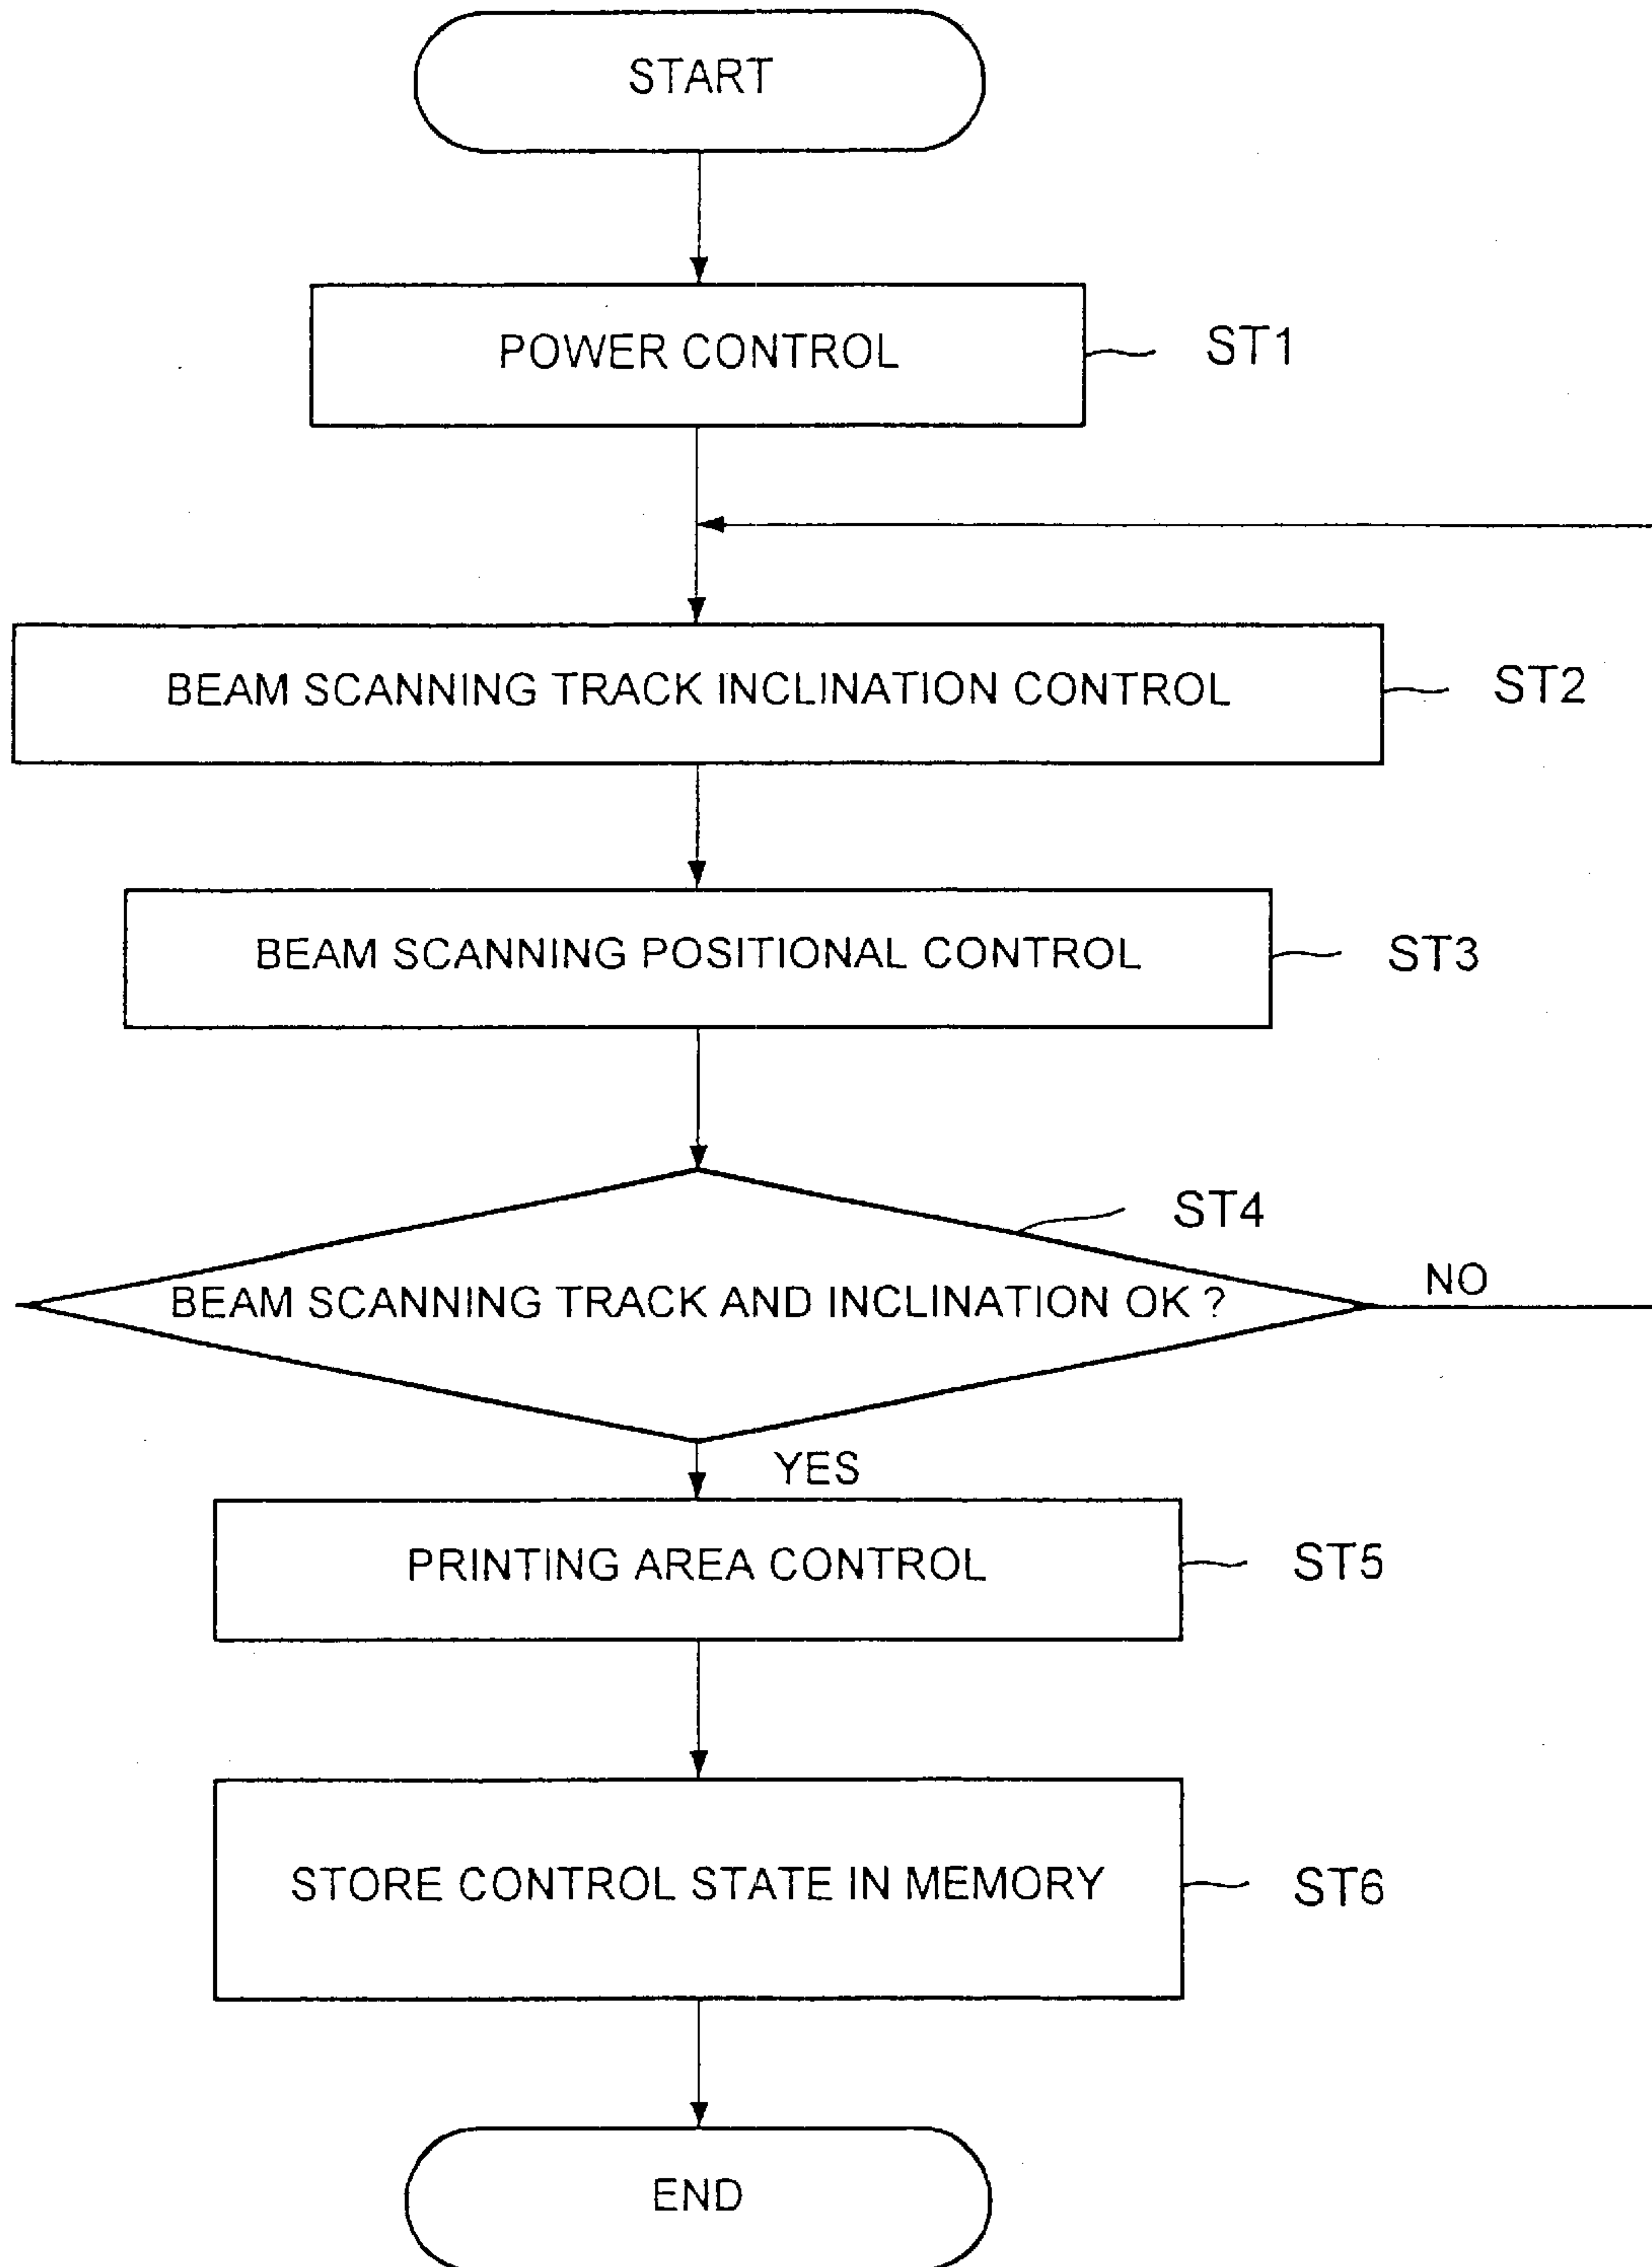 START
POWER CONTROL
ST1
BEAM SCANNING TRACK INCLINATION CONTROL
ST2
BEAM SCANNING POSITIONAL CONTROL
ST3
ST4
BEAM SCANNING TRACK AND INCLINATION OK ?
NO
YES
PRINTING AREA CONTROL
ST5
STORE CONTROL STATE IN MEMORY
ST6
END